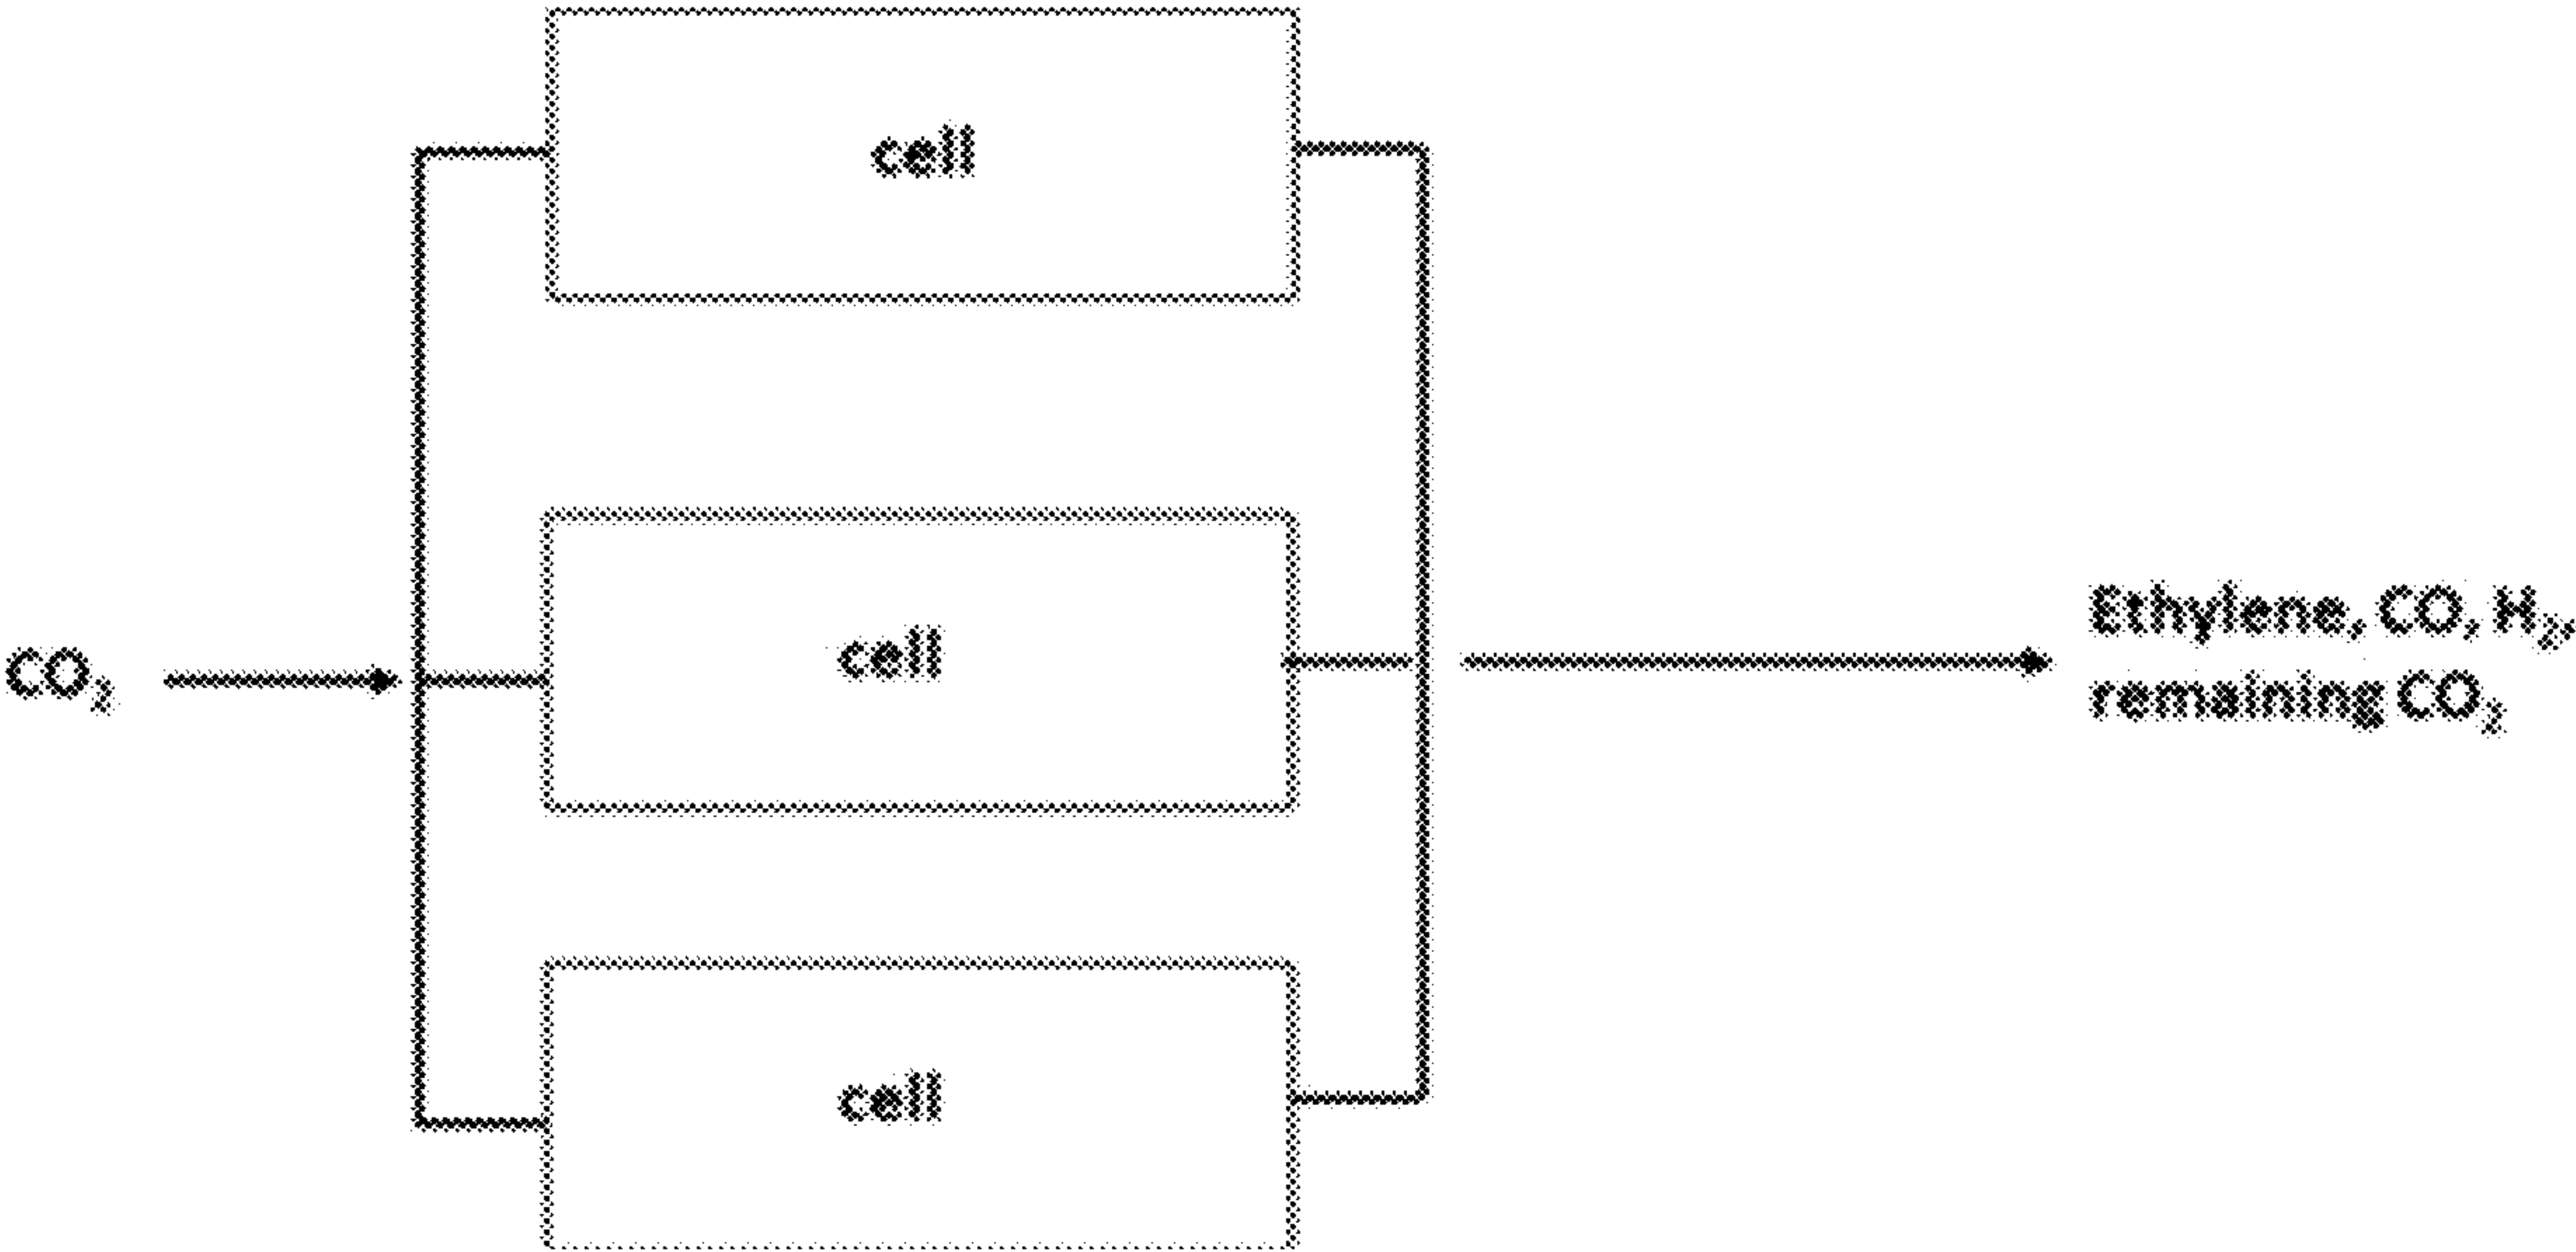 cell
CO₂
cell
Ethylene, CO, H₂,
remaining CO₂
cell